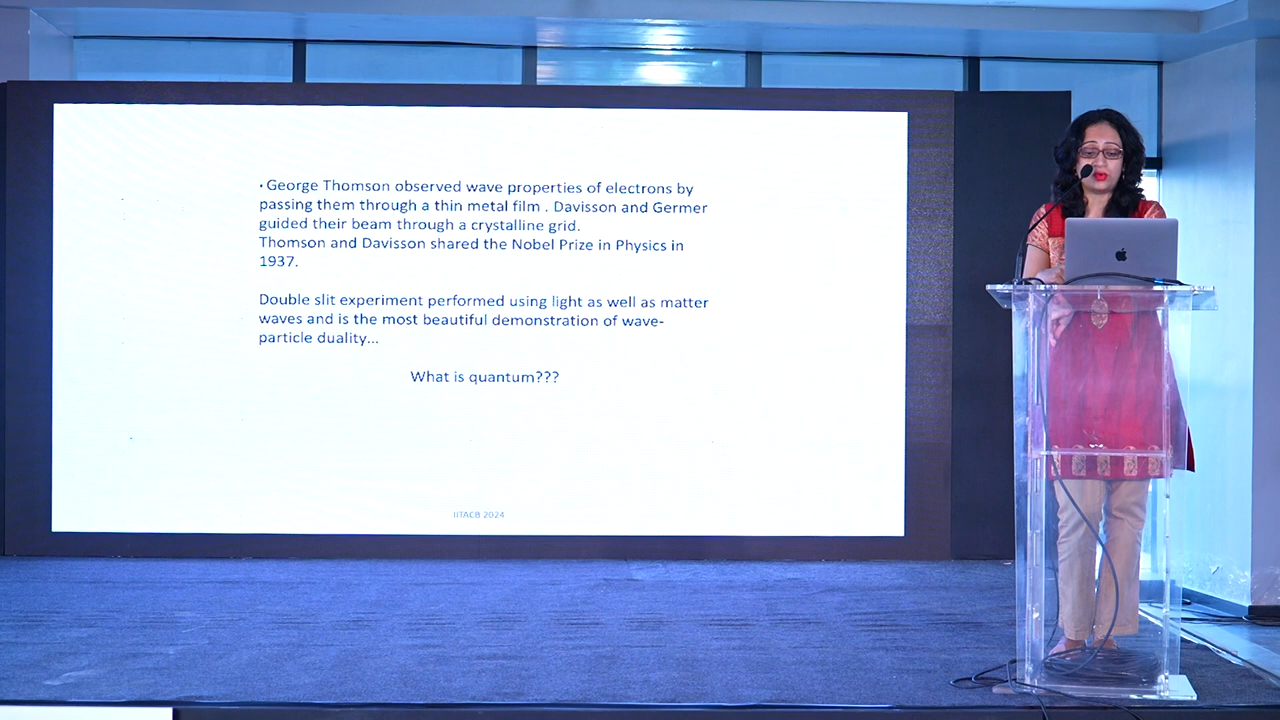 · George Thomson observed wave properties of electrons by
passing them through a thin metal film . Davisson and Germer
guided their beam through a crystalline grid.
Thomson and Davisson shared the Nobel Prize in Physics in
1937.
Double slit experiment performed using light as well as matter
waves and is the most beautiful demonstration of wave-
particle duality...
What is quantum???
IITACB 2024